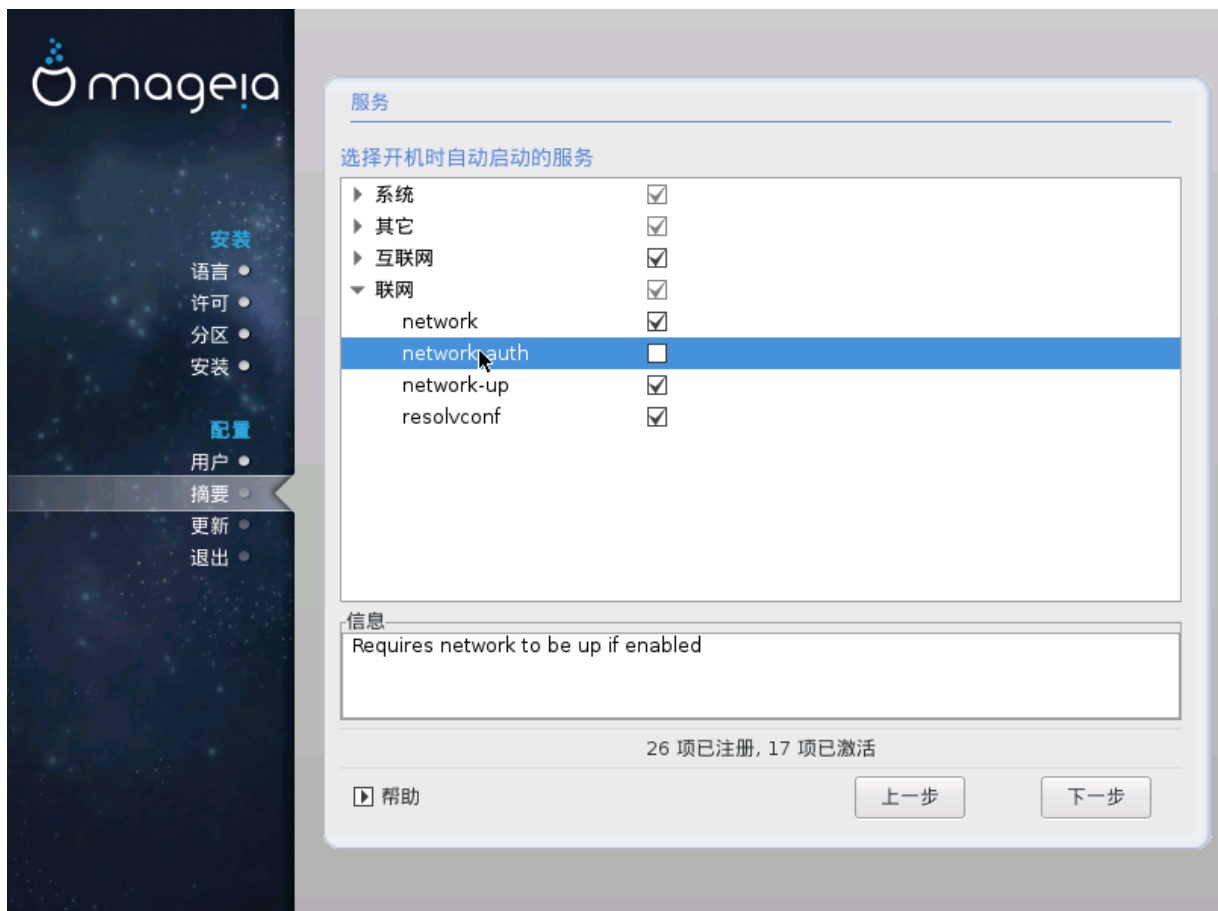 mageia
安装
语言
许可
分区
安装
配置
用户
摘要
更新
退出
服务
选择开机时自动启动的服务
系统
其它
互联网
联网
network
network-auth
network-up
resolvconf
信息
Requires network to be up if enabled
26 项已注册, 17 项已激活
帮助
上一步
下一步